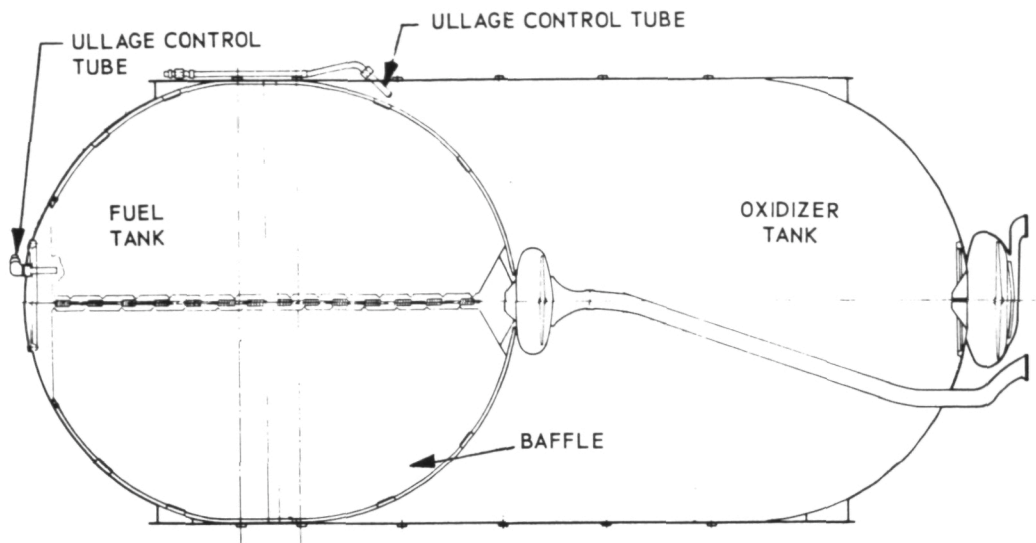 ULLAGE CONTROL
TUBE
ULLAGE CONTROL TUBE
FUEL
TANK
OXIDIZER
TANK
BAFFLE